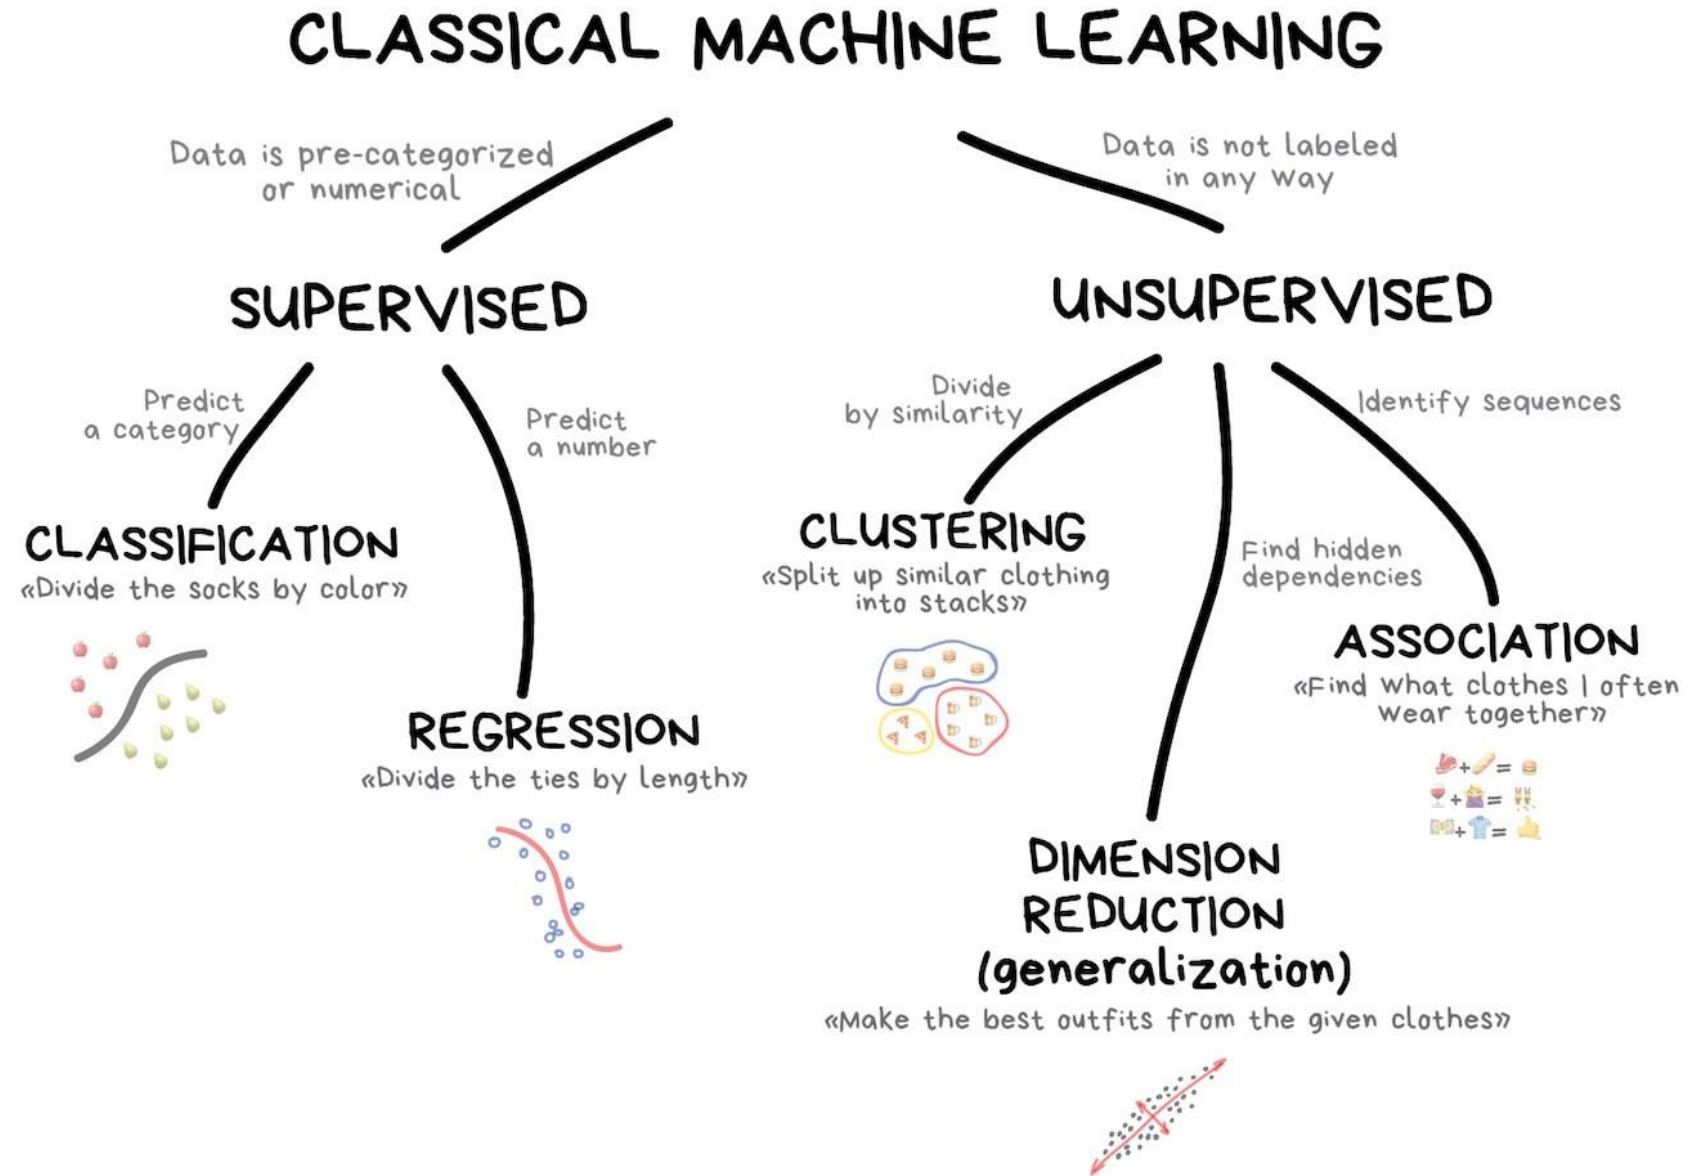 CLASSICAL MACHINE LEARNING
Data is pre-categorized
or numerical
Data is not labeled
in any way
SUPERVISED
UNSUPERVISED
Predict
a category
Predict
a number
Divide
by similarity
Identify sequences
CLASSIFICATION
«Divide the socks by color»
CLUSTERING
«Split up similar clothing
into stacks»
Find hidden
dependencies
ASSOCIATION
«Find what clothes I often
wear together»
REGRESSION
«Divide the ties by length»
+ =
+ =
+ =
DIMENSION
REDUCTION
(generalization)
«Make the best outfits from the given clothes»